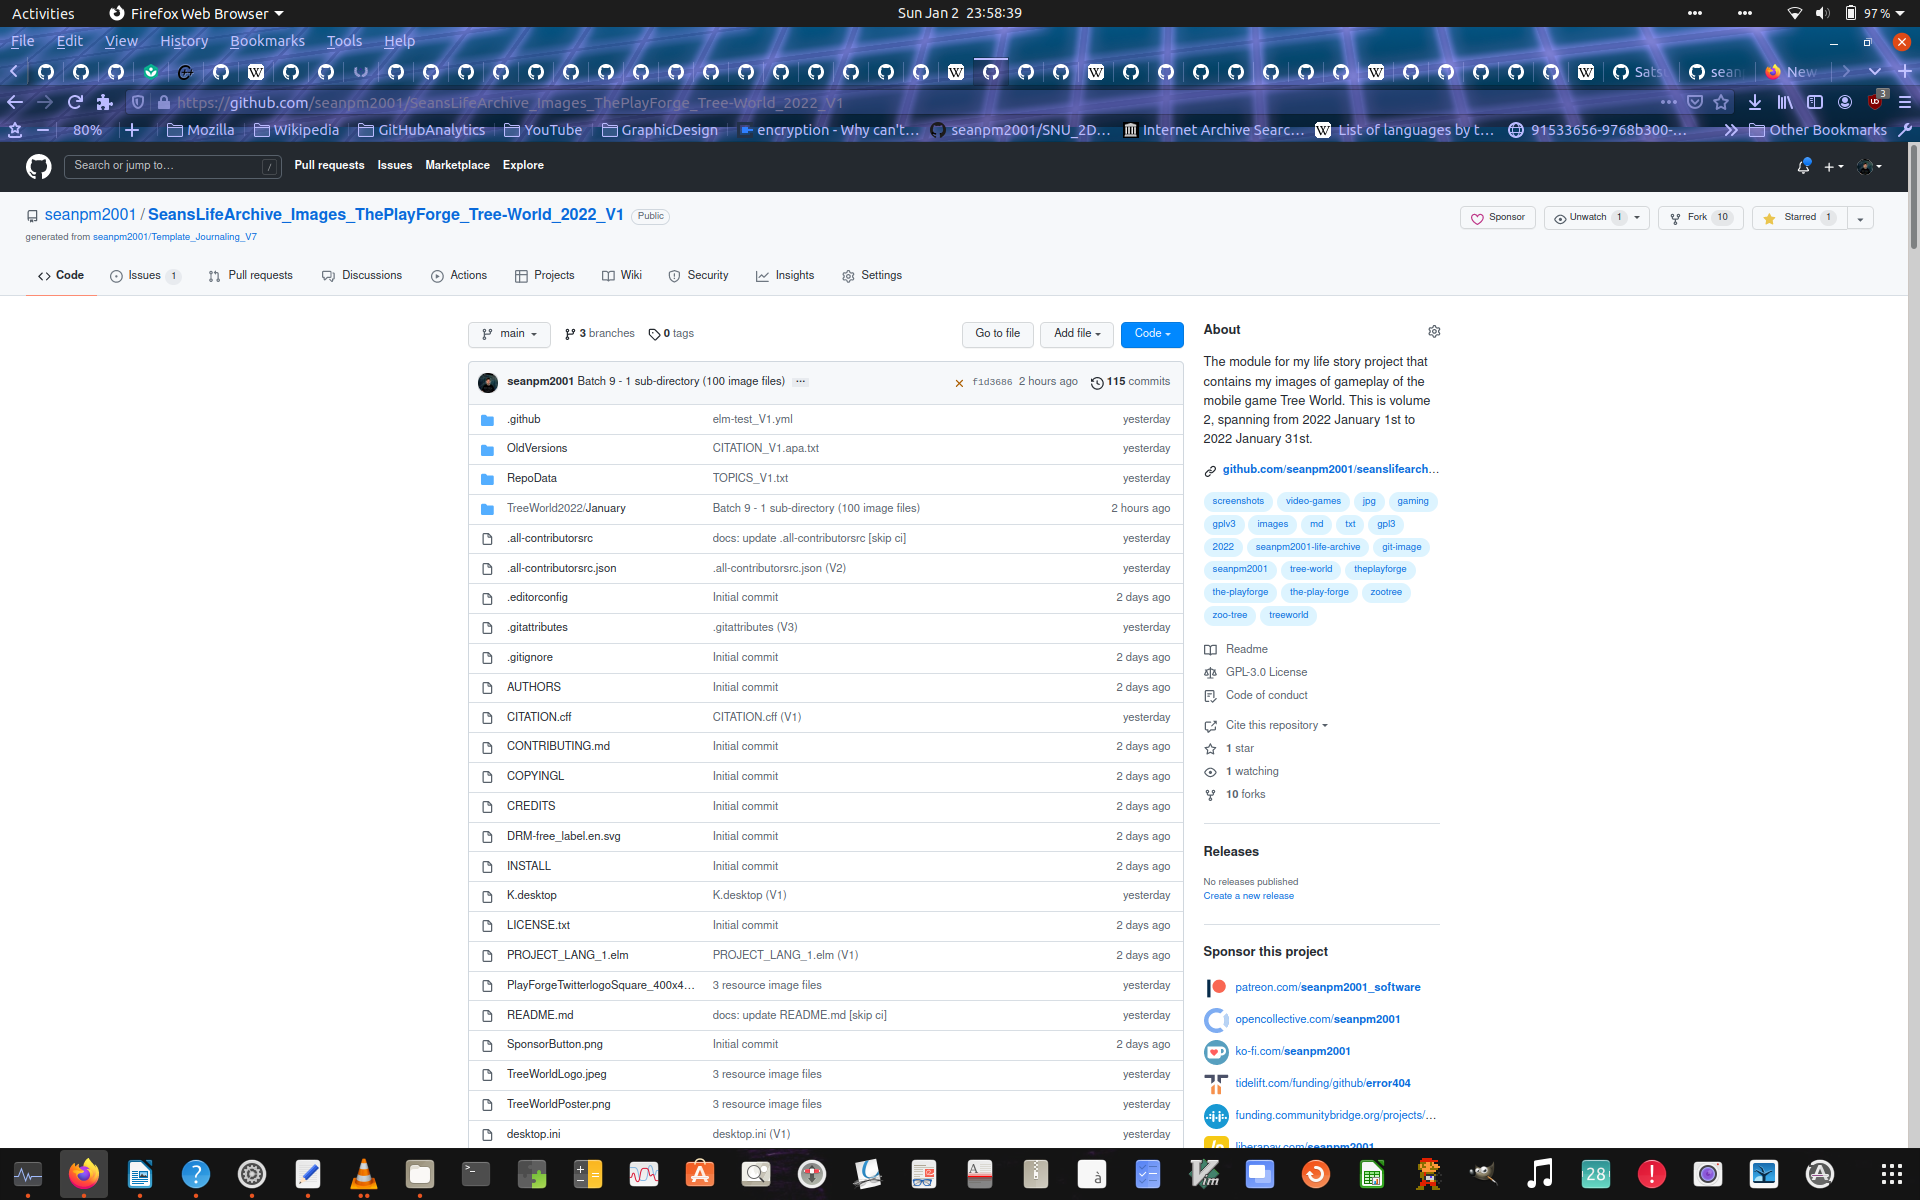 Activities Firefox Web Browser Sun Jan 2 23:58:39 97 %
File Edit View History Bookmarks Tools Help
Sats sean New
https://github.com/seanpm2001/SeansLifeArchive_Images_ThePlayForge_Tree-World_2022_V1 3
80% Mozilla Wikipedia GitHubAnalytics YouTube GraphicDesign encryption - Why can't... seanpm2001/SNU_2D... Internet Archive Searc... List of languages by t... 91533656-9768b300-... Other Bookmarks
Search or jump to... / Pull requests Issues Marketplace Explore
seanpm2001 / SeansLifeArchive_Images_ThePlayForge_Tree-World_2022_V1 Public Sponsor Unwatch 1 Fork 10 Starred 1
generated from seanpm2001/Template_Journaling_V7
Code Issues 1 Pull requests Discussions Actions Projects Wiki Security Insights Settings
main 3 branches 0 tags Go to file Add file Code
seanpm2001 Batch 9 - 1 sub-directory (100 image files) ... f1d3686 2 hours ago 115 commits
.github elm-test_V1.yml yesterday
OldVersions CITATION_V1.apa.txt yesterday
RepoData TOPICS_V1.txt yesterday
TreeWorld2022/January Batch 9 - 1 sub-directory (100 image files) 2 hours ago
.all-contributorsrc docs: update .all-contributorsrc [skip ci] yesterday
.all-contributorsrc.json .all-contributorsrc.json (V2) yesterday
.editorconfig Initial commit 2 days ago
.gitattributes .gitattributes (V3) yesterday
.gitignore Initial commit 2 days ago
AUTHORS Initial commit 2 days ago
CITATION.cff CITATION.cff (V1) yesterday
CONTRIBUTING.md Initial commit 2 days ago
COPYINGL Initial commit 2 days ago
CREDITS Initial commit 2 days ago
DRM-free_label.en.svg Initial commit 2 days ago
INSTALL Initial commit 2 days ago
K.desktop K.desktop (V1) yesterday
LICENSE.txt Initial commit 2 days ago
PROJECT_LANG_1.elm PROJECT_LANG_1.elm (V1) 2 days ago
PlayForgeTwitterlogoSquare_400x4... 3 resource image files yesterday
README.md docs: update README.md [skip ci] yesterday
SponsorButton.png Initial commit 2 days ago
TreeWorldLogo.jpeg 3 resource image files yesterday
TreeWorldPoster.png 3 resource image files yesterday
desktop.ini desktop.ini (V1) yesterday
About
The module for my life story project that
contains my images of gameplay of the
mobile game Tree World. This is volume
2, spanning from 2022 January 1st to
2022 January 31st.
github.com/seanpm2001/seanslifearch...
screenshots video-games jpg gaming
gplv3 images md txt gpl3
2022 seanpm2001-life-archive git-image
seanpm2001 tree-world theplayforge
the-playforge the-play-forge zootree
zoo-tree treeworld
Readme
GPL-3.0 License
Code of conduct
Cite this repository
1 star
1 watching
10 forks
Releases
No releases published
Create a new release
Sponsor this project
patreon.com/seanpm2001_software
opencollective.com/seanpm2001
ko-fi.com/seanpm2001
tidelift.com/funding/github/error404
funding.communitybridge.org/projects/...
liberapay.com/seanpm2001
28